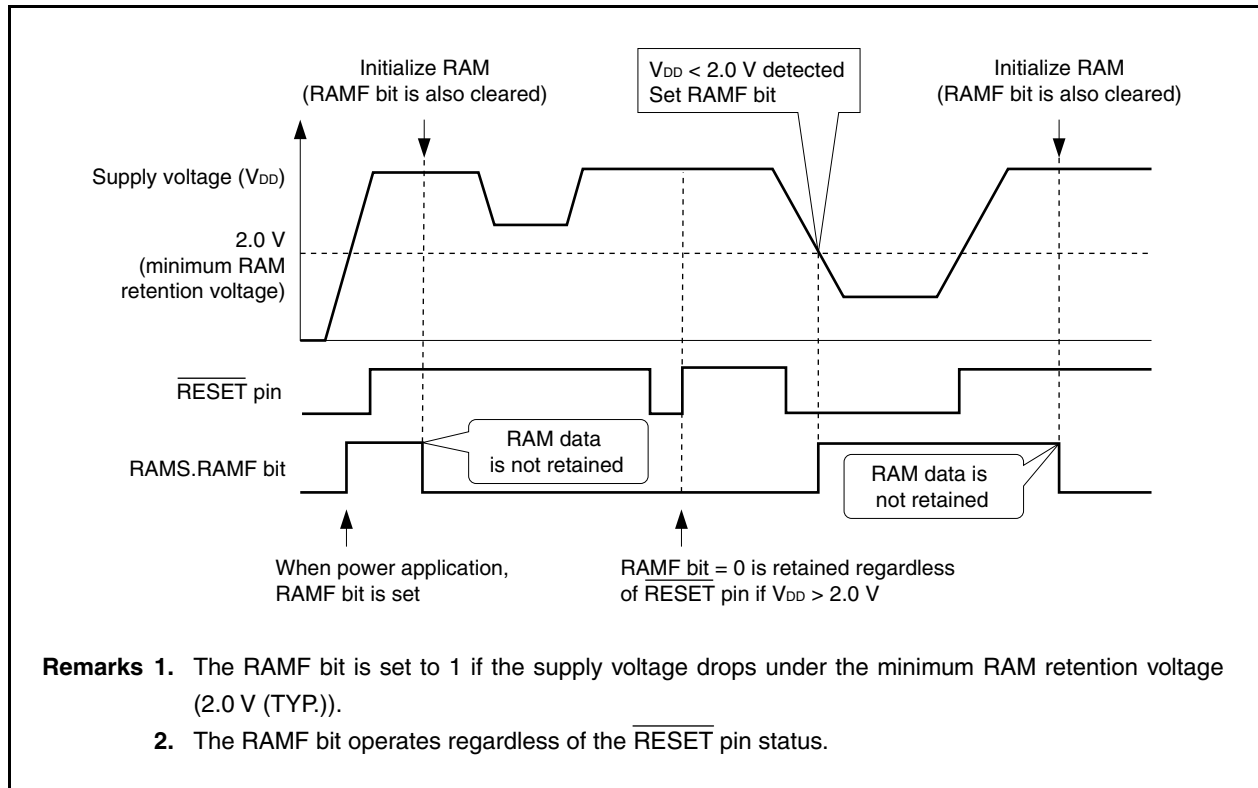 Initialize RAM
(RAMF bit is also cleared)
VDD < 2.0 V detected
Set RAMF bit
Initialize RAM
(RAMF bit is also cleared)
Supply voltage (VDD)
2.0 V
(minimum RAM
retention voltage)
RESET pin
RAMS.RAMF bit
RAM data
is not retained
RAM data is
not retained
When power application,
RAMF bit is set
RAMF bit = 0 is retained regardless
of RESET pin if VDD > 2.0 V
Remarks 1. The RAMF bit is set to 1 if the supply voltage drops under the minimum RAM retention voltage
(2.0 V (TYP.)).
2. The RAMF bit operates regardless of the RESET pin status.